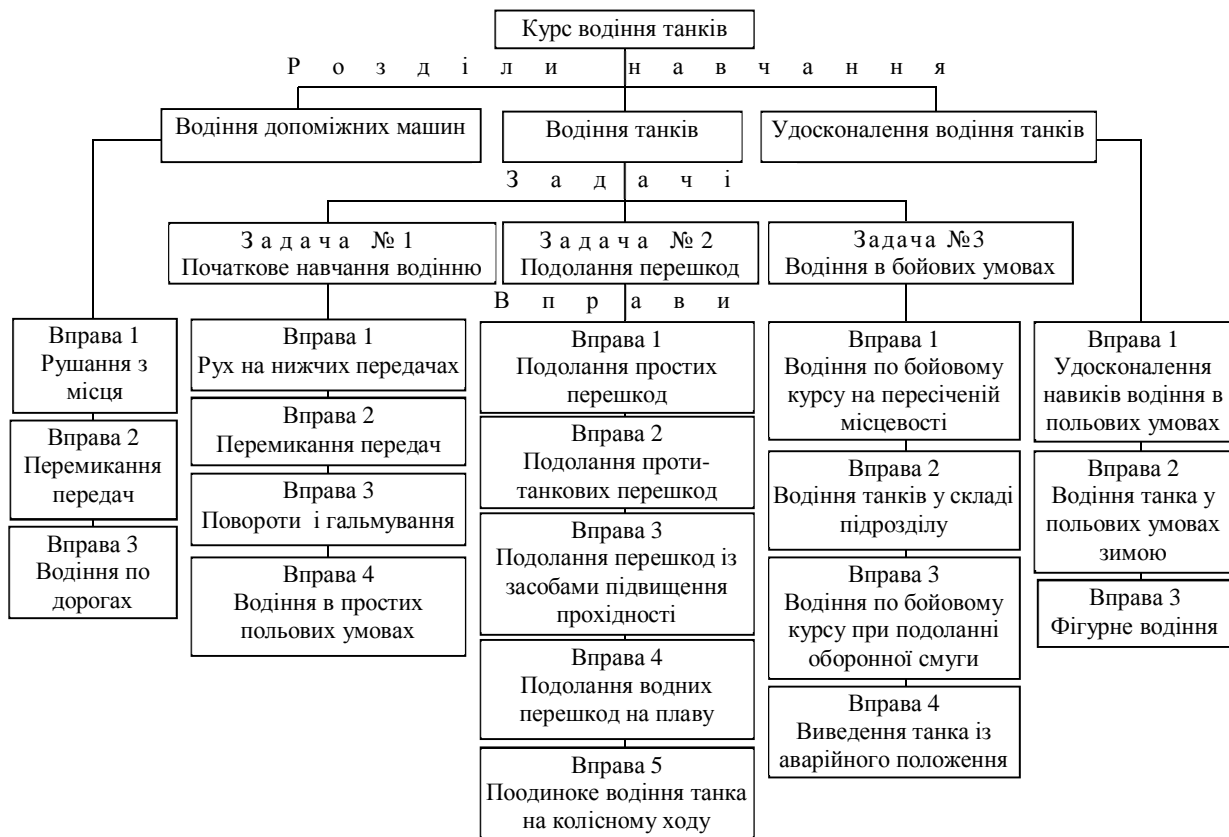 Курс водіння танків
Розділи навчання
Водіння допоміжних машин
Водіння танків
Удосконалення водіння танків
Задачі
Задача № 1
Початкове навчання водінню
Задача № 2
Подолання перешкод
Задача №3
Водіння в бойових умовах
Вправи
Вправа 1
Рушання з
місця
Вправа 2
Перемикання
передач
Вправа 3
Водіння по
дорогах
Вправа 1
Рух на нижчих передачах
Вправа 2
Перемикання передач
Вправа 3
Повороти і гальмування
Вправа 4
Водіння в простих
польових умовах
Вправа 1
Подолання простих
перешкод
Вправа 2
Подолання проти-
танкових перешкод
Вправа 3
Подолання перешкод із
засобами підвищення
прохідності
Вправа 4
Подолання водних
перешкод на плаву
Вправа 5
Поодиноке водіння танка
на колісному ходу
Вправа 1
Водіння по бойовому
курсу на пересіченій
місцевості
Вправа 2
Водіння танків у складі
підрозділу
Вправа 3
Водіння по бойовому
курсу при подоланні
оборонної смуги
Вправа 4
Виведення танка із
аварійного положення
Вправа 1
Удосконалення
навиків водіння в
польових умовах
Вправа 2
Водіння танка у
польових умовах
зимою
Вправа 3
Фігурне водіння